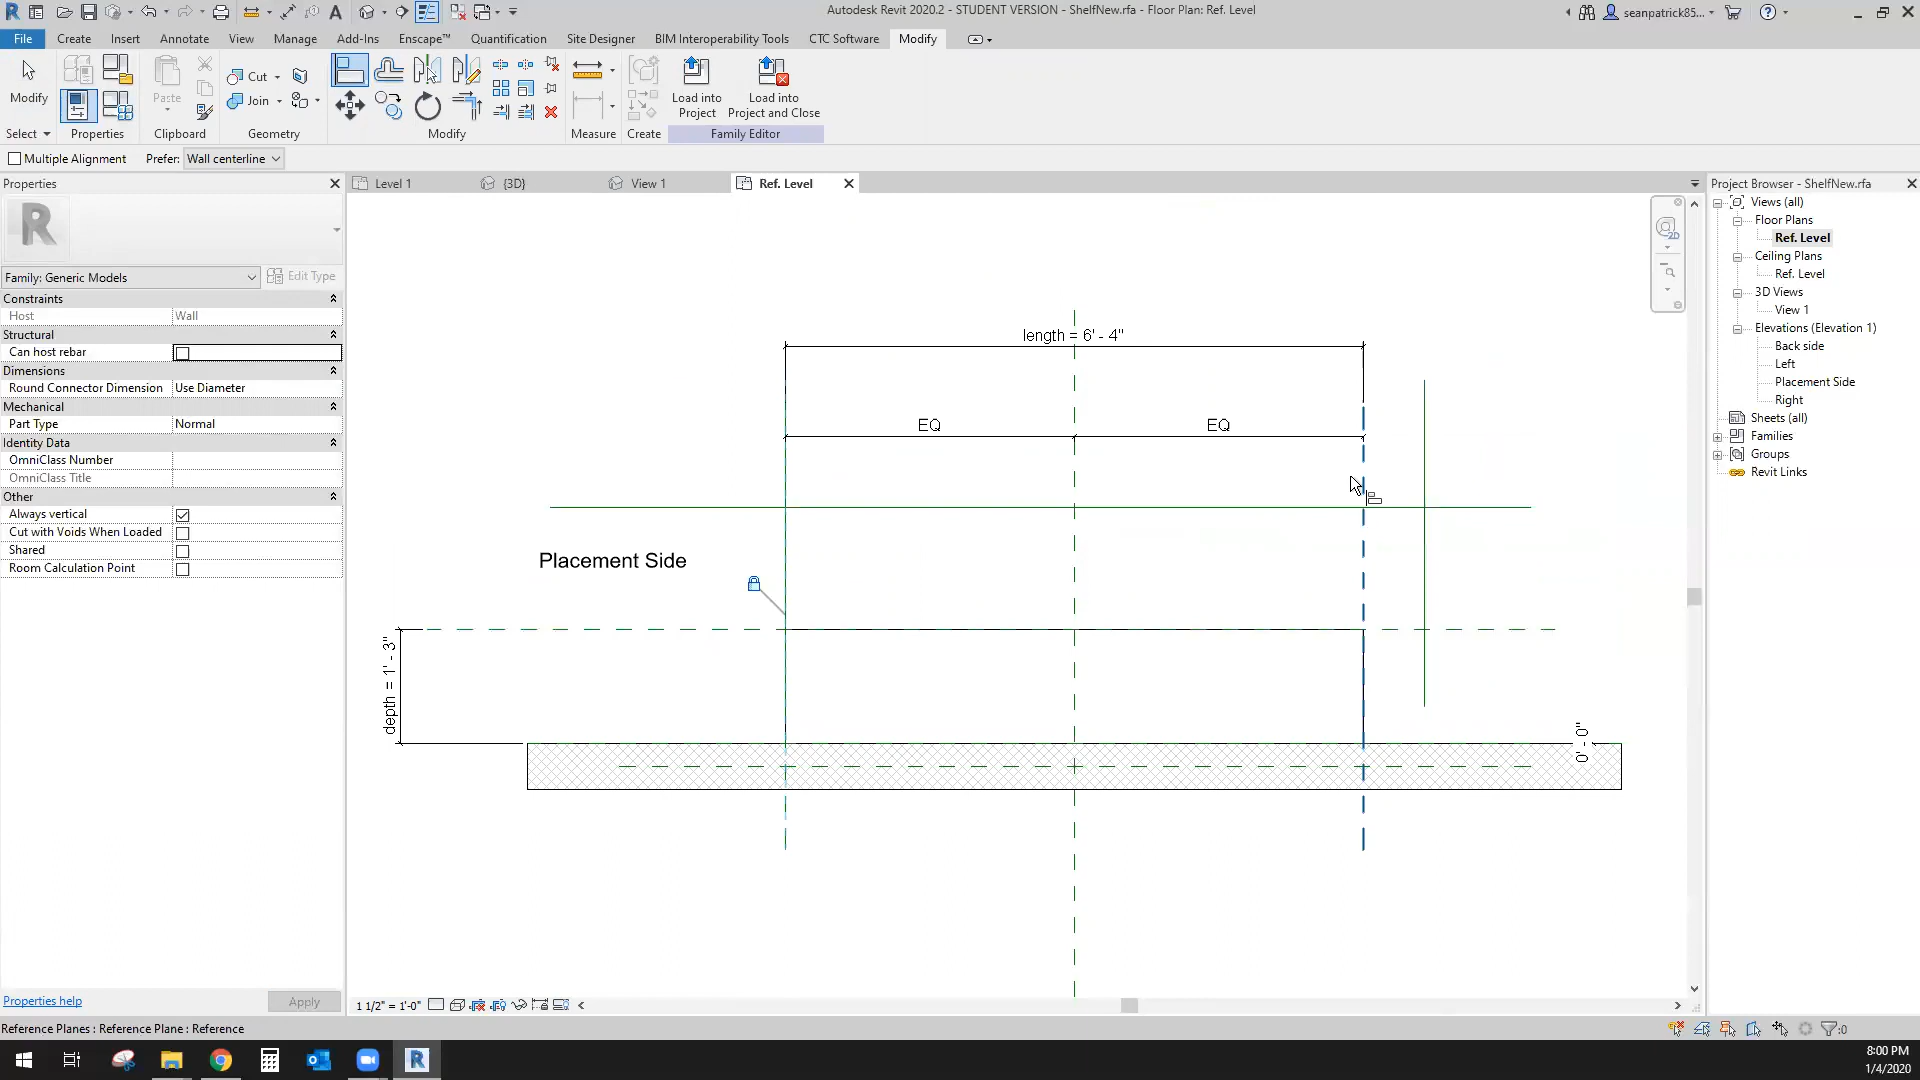 Autodesk Revit 2020.2 - STUDENT VERSION - ShelfNew.rfa - Floor Plan: Ref. Level
seanpatrick85...
File Create Insert Annotate View Manage Add-Ins Enscape™ Quantification Site Designer BIM Interoperability Tools CTC Software Modify
Modify
Paste
Cut
Join
Load into
Project
Load into
Project and Close
Select Properties Clipboard Geometry Modify Measure Create Family Editor
Multiple Alignment Prefer: Wall centerline
Properties
Family: Generic Models
Edit Type
Constraints
Host Wall
Structural
Can host rebar
Dimensions
Round Connector Dimension Use Diameter
Mechanical
Part Type Normal
Identity Data
OmniClass Number
OmniClass Title
Other
Always vertical
Cut with Voids When Loaded
Shared
Room Calculation Point
Properties help
Apply
Level 1 {3D} View 1 Ref. Level
length = 6' - 4"
EQ EQ
Placement Side
depth = 1' - 3"
0' - 0"
2D
1 1/2" = 1'-0"
Project Browser - ShelfNew.rfa
Views (all)
Floor Plans
Ref. Level
Ceiling Plans
Ref. Level
3D Views
View 1
Elevations (Elevation 1)
Back side
Left
Placement Side
Right
Sheets (all)
Families
Groups
Revit Links
Reference Planes : Reference Plane : Reference
:0
8:00 PM
1/4/2020